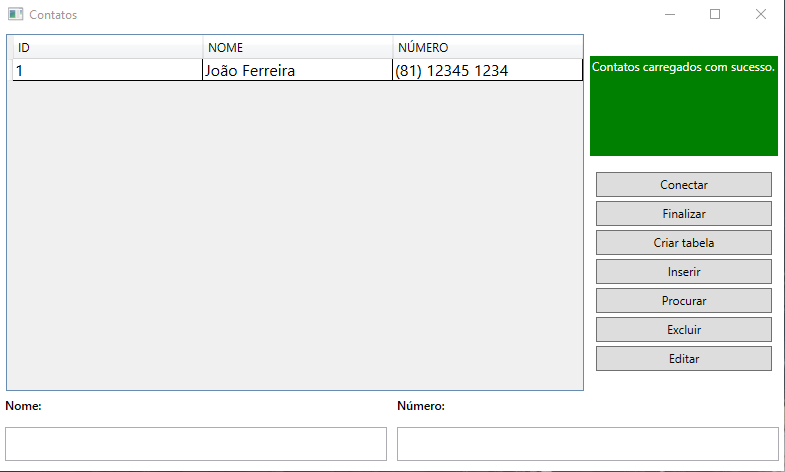 Contatos
ID NOME NÚMERO
1 João Ferreira (81) 12345 1234
Contatos carregados com sucesso.
Conectar
Finalizar
Criar tabela
Inserir
Procurar
Excluir
Editar
Nome: Número: